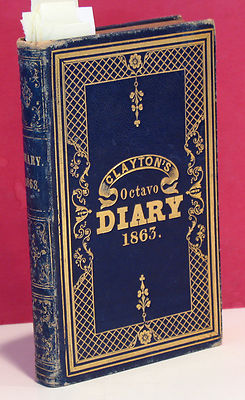 CLAYTON'S
Octavo
DIARY
1863.
DIARY.
1863.